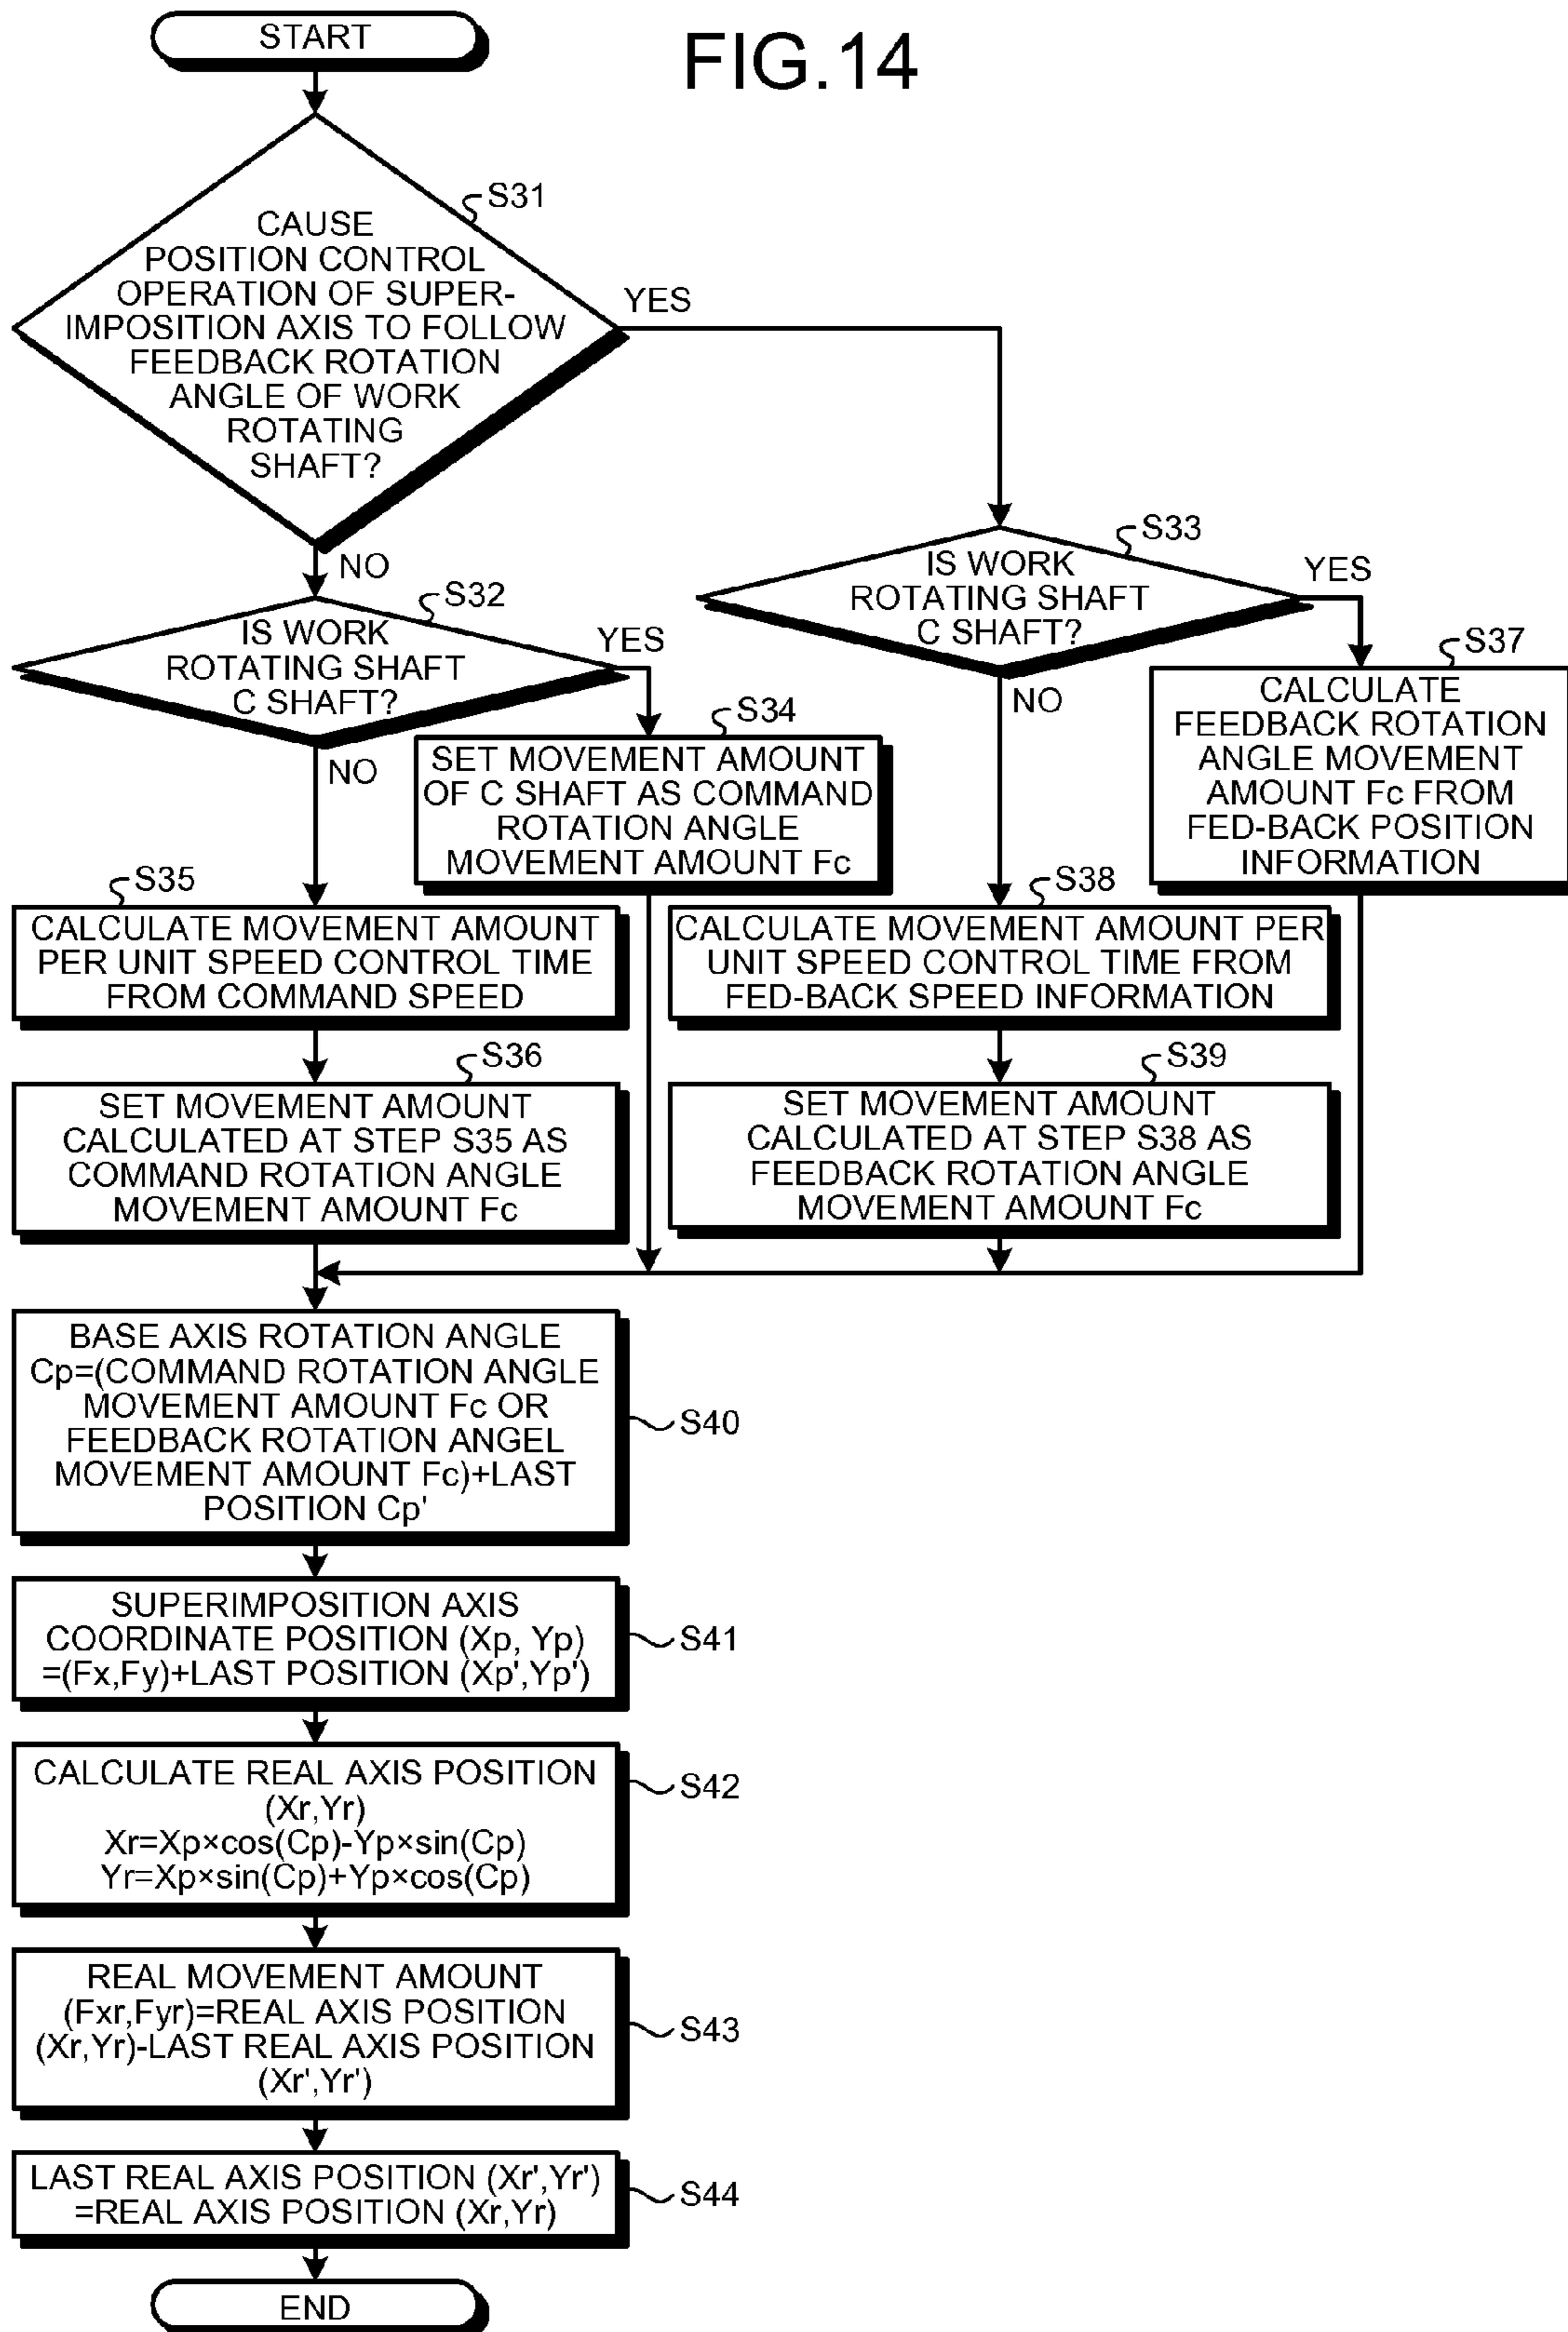 FIG.14
START
S31
CAUSE
POSITION CONTROL
OPERATION OF SUPER-
IMPOSITION AXIS TO FOLLOW
FEEDBACK ROTATION
ANGLE OF WORK
ROTATING
SHAFT?
YES
NO
S32
IS WORK
ROTATING SHAFT
C SHAFT?
YES
NO
S33
IS WORK
ROTATING SHAFT
C SHAFT?
YES
NO
S34
SET MOVEMENT AMOUNT
OF C SHAFT AS COMMAND
ROTATION ANGLE
MOVEMENT AMOUNT Fc
S37
CALCULATE
FEEDBACK ROTATION
ANGLE MOVEMENT
AMOUNT Fc FROM
FED-BACK POSITION
INFORMATION
S35
CALCULATE MOVEMENT AMOUNT
PER UNIT SPEED CONTROL TIME
FROM COMMAND SPEED
S38
CALCULATE MOVEMENT AMOUNT PER
UNIT SPEED CONTROL TIME FROM
FED-BACK SPEED INFORMATION
S36
SET MOVEMENT AMOUNT
CALCULATED AT STEP S35 AS
COMMAND ROTATION ANGLE
MOVEMENT AMOUNT Fc
S39
SET MOVEMENT AMOUNT
CALCULATED AT STEP S38 AS
FEEDBACK ROTATION ANGLE
MOVEMENT AMOUNT Fc
BASE AXIS ROTATION ANGLE
Cp=(COMMAND ROTATION ANGLE
MOVEMENT AMOUNT Fc OR
FEEDBACK ROTATION ANGEL
MOVEMENT AMOUNT Fc)+LAST
POSITION Cp'
S40
SUPERIMPOSITION AXIS
COORDINATE POSITION (Xp, Yp)
=(Fx,Fy)+LAST POSITION (Xp',Yp')
S41
CALCULATE REAL AXIS POSITION
(Xr,Yr)
Xr=Xp×cos(Cp)-Yp×sin(Cp)
Yr=Xp×sin(Cp)+Yp×cos(Cp)
S42
REAL MOVEMENT AMOUNT
(Fxr,Fyr)=REAL AXIS POSITION
(Xr,Yr)-LAST REAL AXIS POSITION
(Xr',Yr')
S43
LAST REAL AXIS POSITION (Xr',Yr')
=REAL AXIS POSITION (Xr,Yr)
S44
END